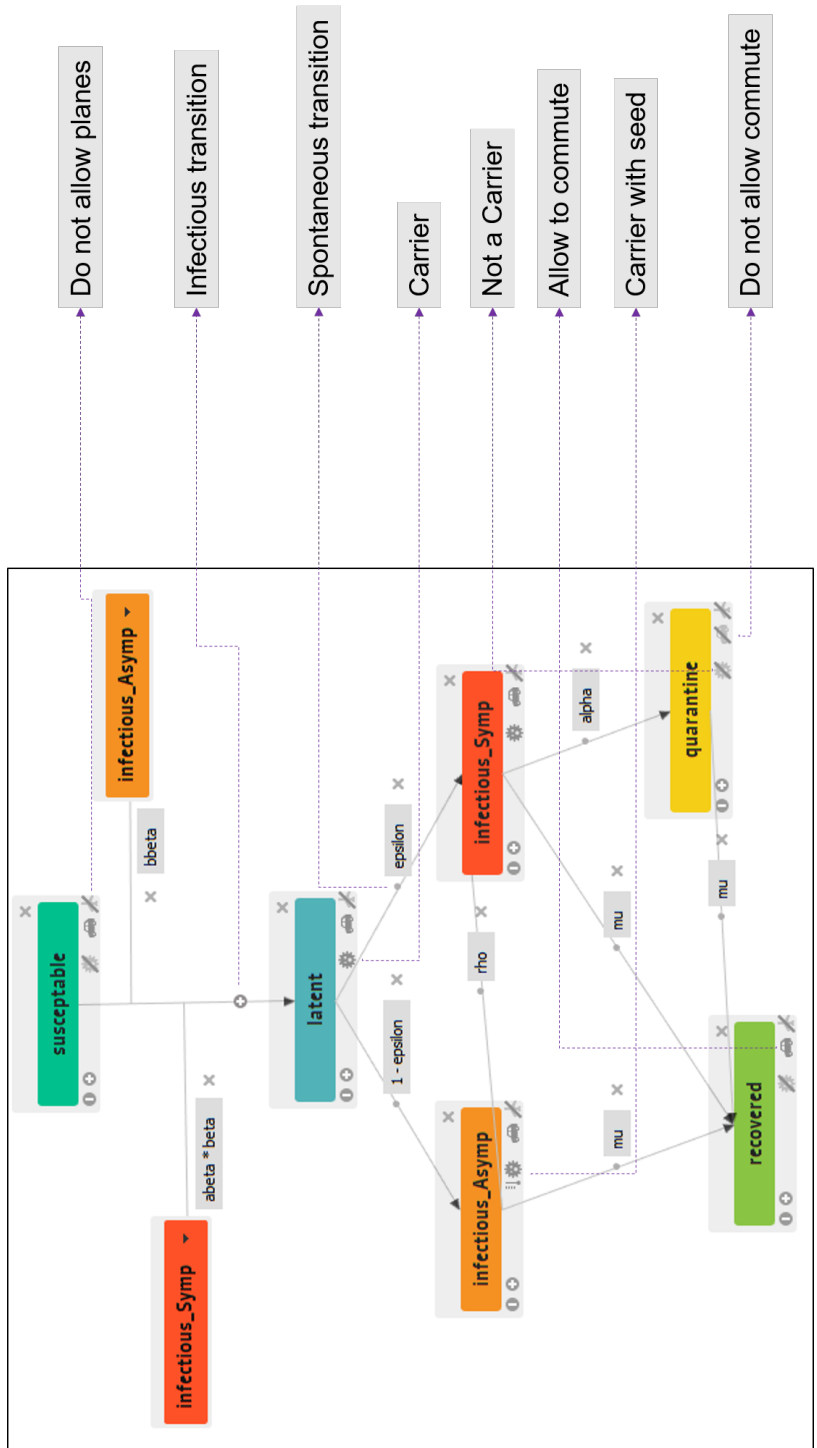 Do not allow planes
Infectious transition
Spontaneous transition
Carrier
Not a Carrier
Allow to commute
Carrier with seed
Do not allow commute
susceptable
infectious_Asymp
bbeta
infectious_Symp
abeta * beta
latent
1 - epsilon
epsilon
infectious_Asymp
rho
infectious_Symp
mu
mu
alpha
recovered
mu
quarantine